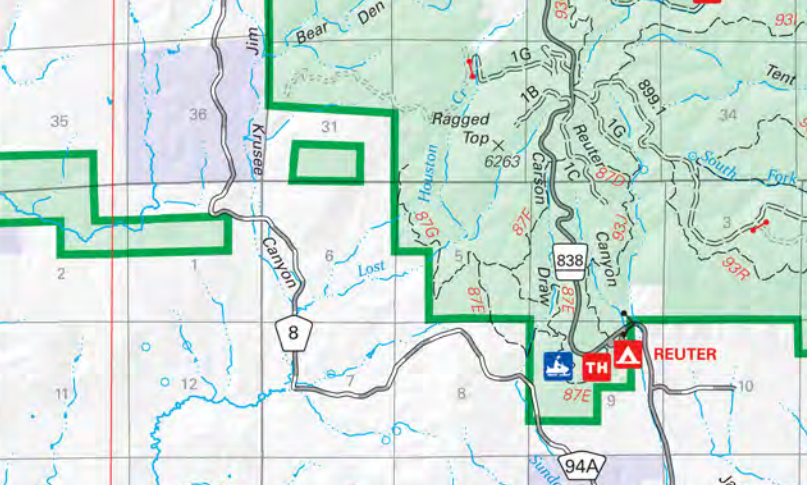 Bear Den
93J
Jim
1G
Tent
C
1B
899.1
35
36
31
Ragged
Top
6263
Reuter
1G
34
Krusee
Houston
Carson
1C
87D
South Fork
87G
87F
93J
3
Canyon
6
5
Lost
Canyon
838
93R
2
1
87E
Draw
87E
8
TH
REUTER
11
12
7
8
87E
9
10
94A